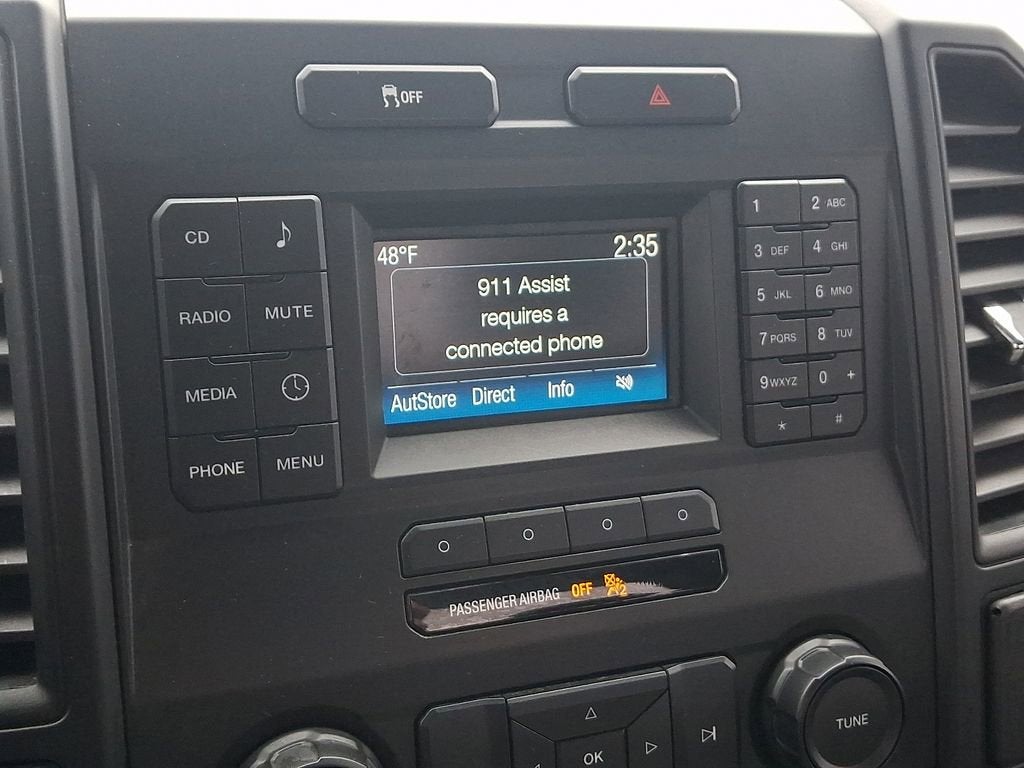 OFF
CD
RADIO MUTE
MEDIA
PHONE MENU
48°F 2:35
911 Assist
requires a
connected phone
AutStore Direct Info
1 2 ABC
3 DEF 4 GHI
5 JKL 6 MNO
7 PQRS 8 TUV
9 WXYZ 0 +
* #
PASSENGER AIRBAG OFF 2
OK
TUNE